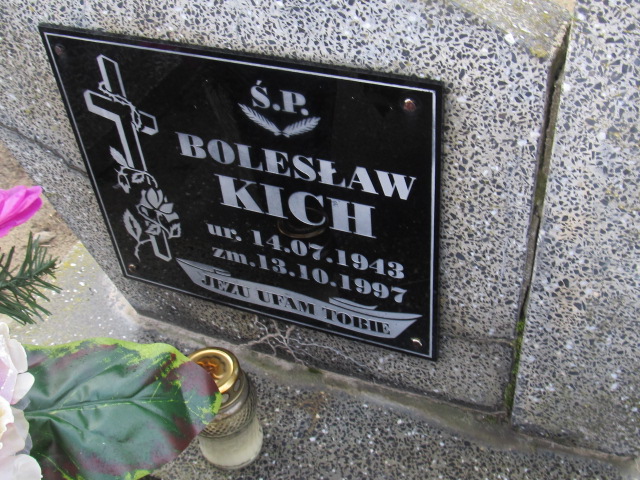 Ś.P.
BOLESŁAW
KICH
ur. 14.07.1943
zm. 13.10.1997
JEZU UFAM TOBIE